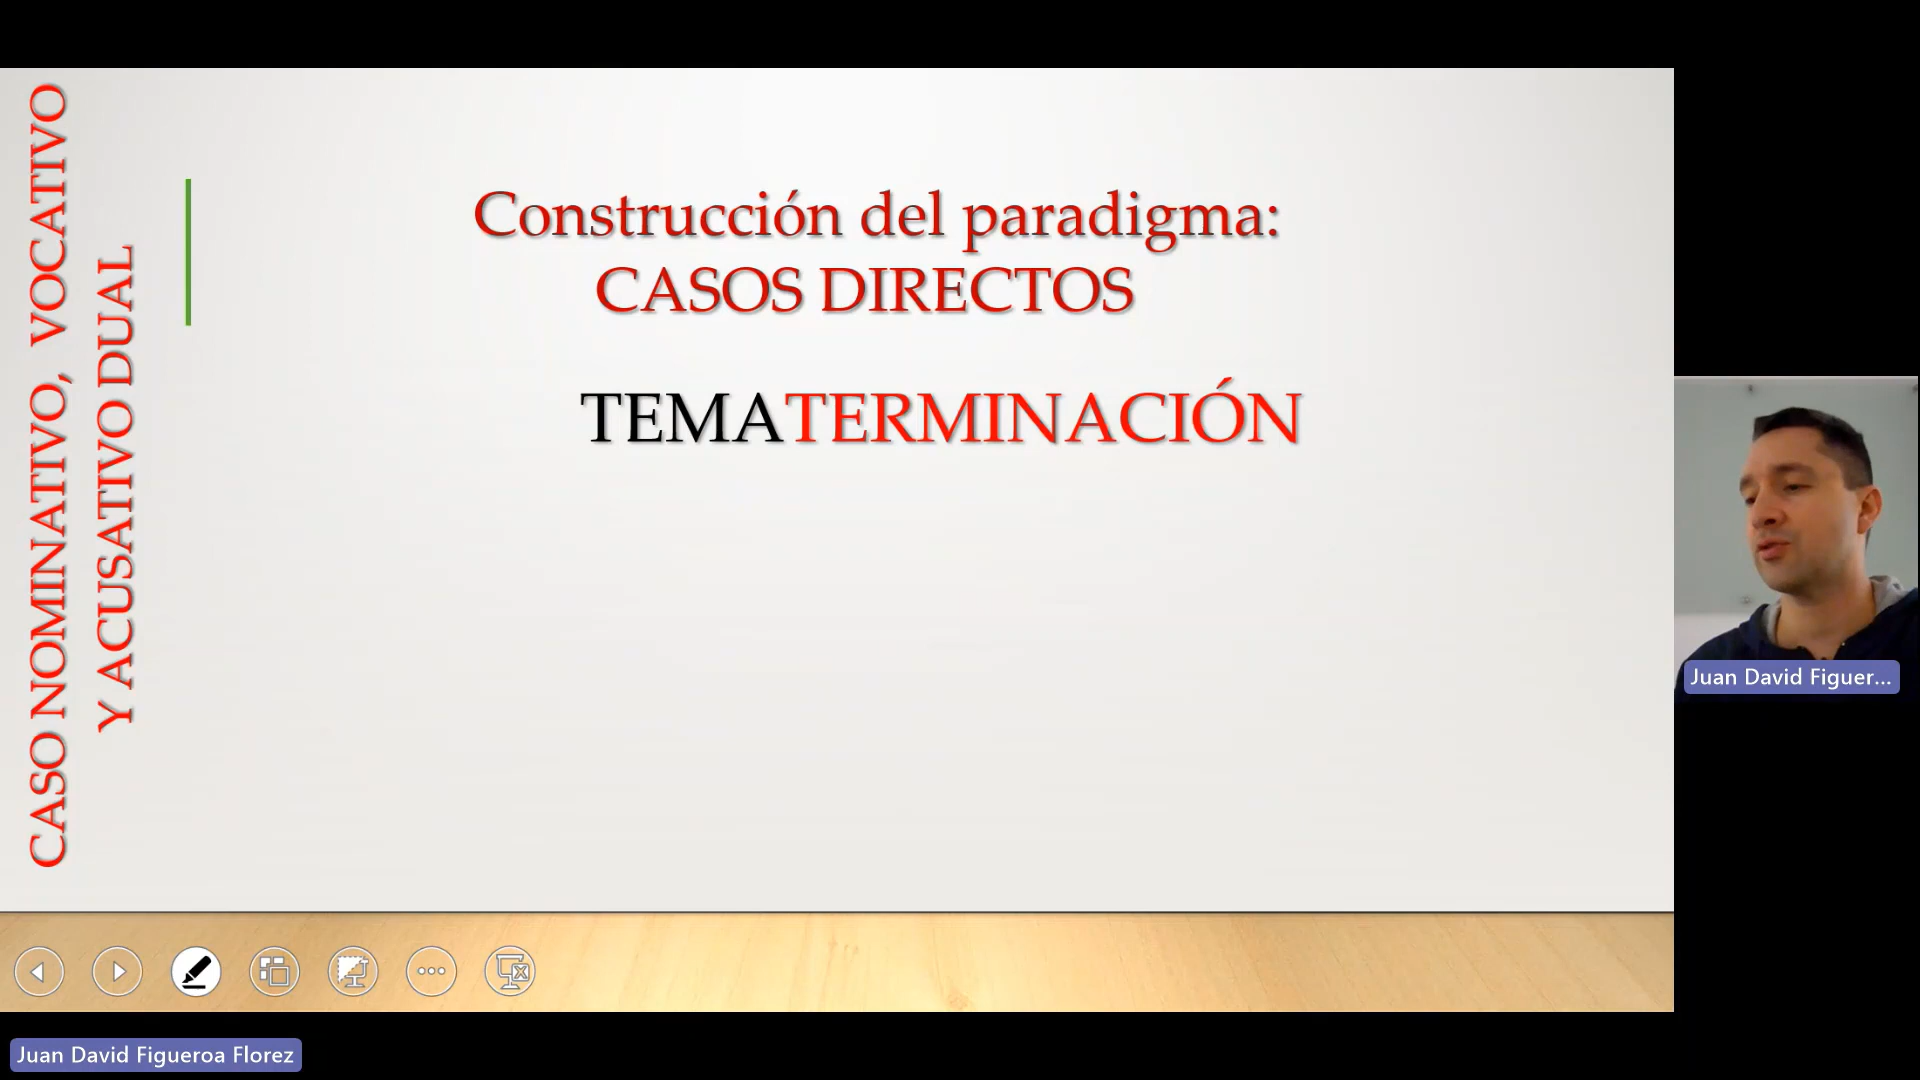 CASO NOMINATIVO, VOCATIVO
Y ACUSATIVO DUAL
Construcción del paradigma:
CASOS DIRECTOS
TEMATERMINACIÓN
Juan David Figuer...
Juan David Figueroa Florez